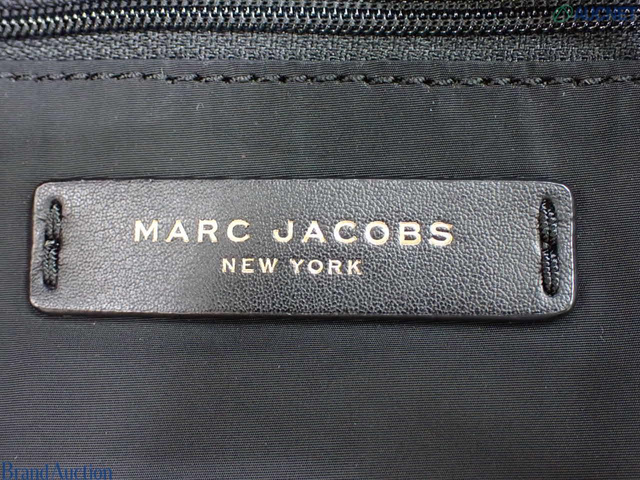 MARC JACOBS
NEW YORK
Brand Auction